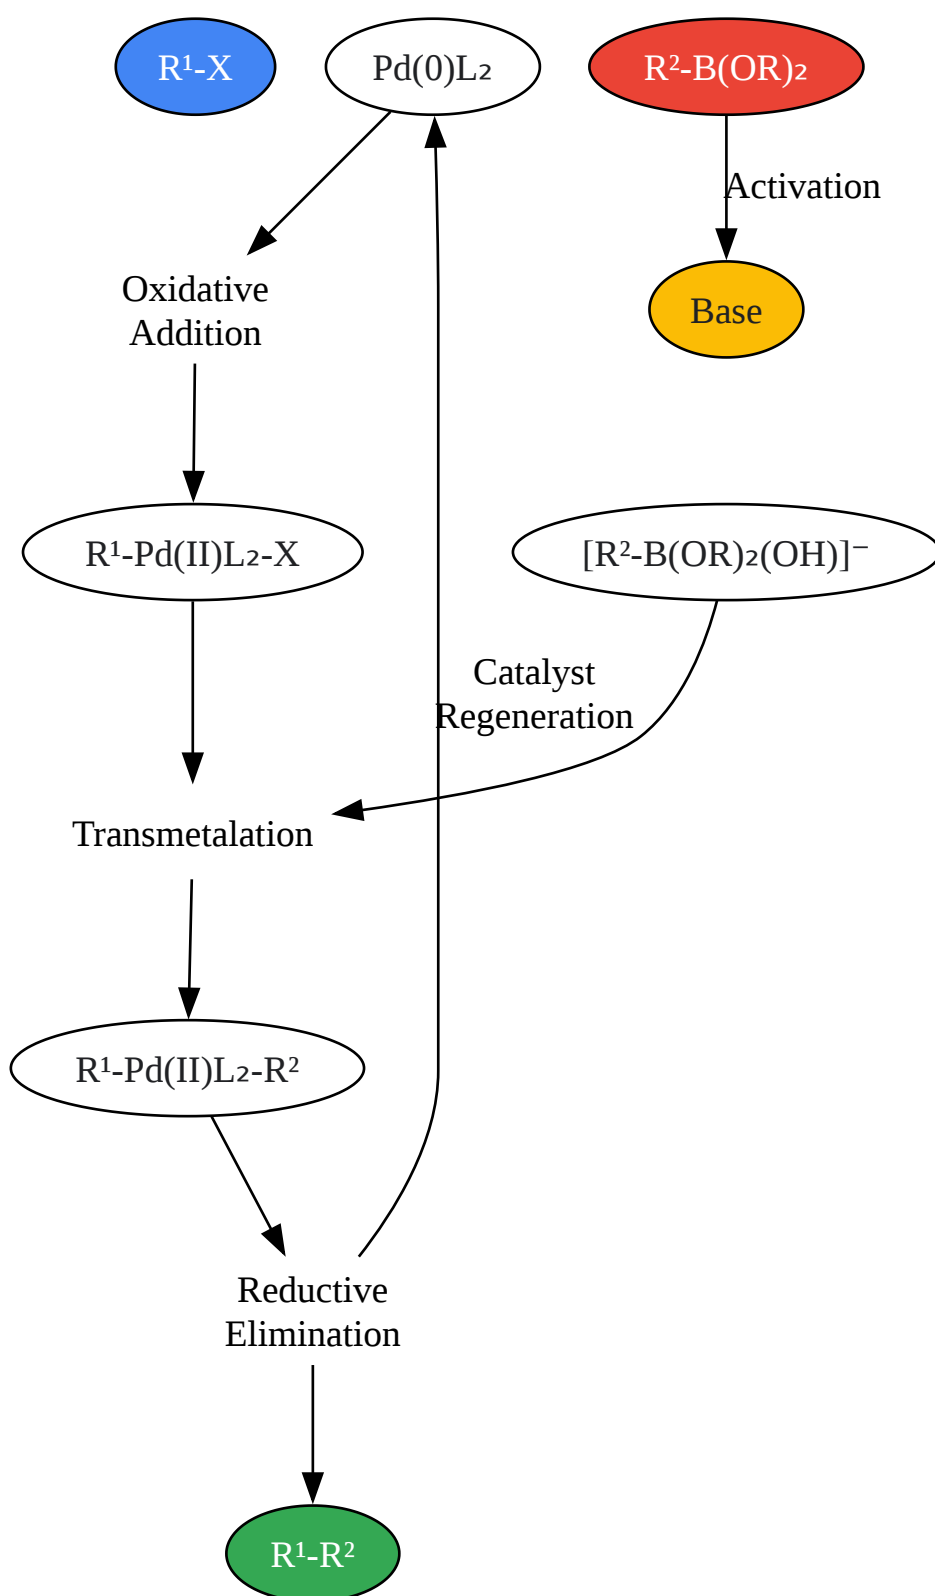 R¹-X
Pd(0)L₂
R²-B(OR)₂
Activation
Oxidative
Addition
Base
R¹-Pd(II)L₂-X
[R²-B(OR)₂(OH)]⁻
Catalyst
Regeneration
Transmetalation
R¹-Pd(II)L₂-R²
Reductive
Elimination
R¹-R²